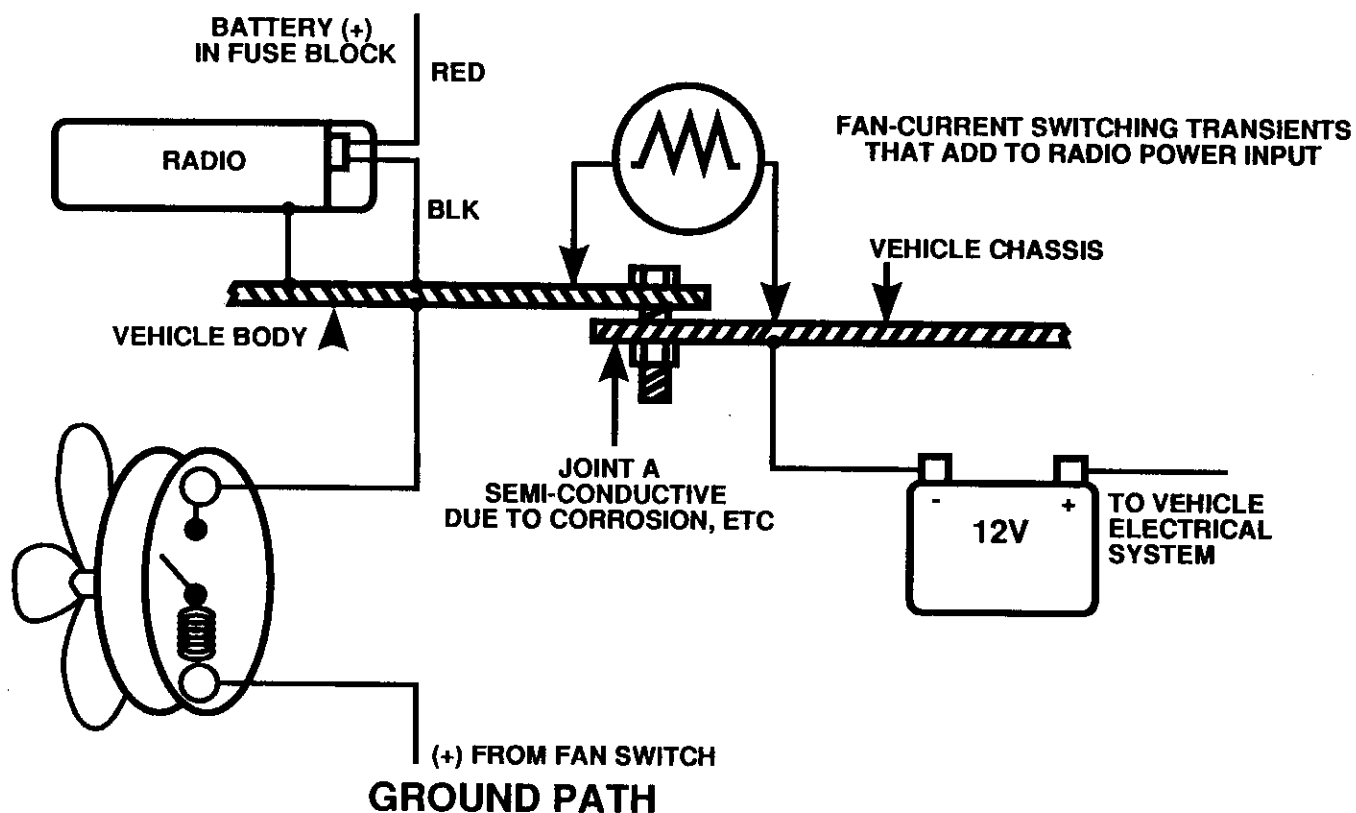 BATTERY (+)
IN FUSE BLOCK
RED
RADIO
FAN-CURRENT SWITCHING TRANSIENTS
THAT ADD TO RADIO POWER INPUT
BLK
VEHICLE CHASSIS
VEHICLE BODY
JOINT A
SEMI-CONDUCTIVE
DUE TO CORROSION, ETC
- +
12V
TO VEHICLE
ELECTRICAL
SYSTEM
(+) FROM FAN SWITCH
GROUND PATH